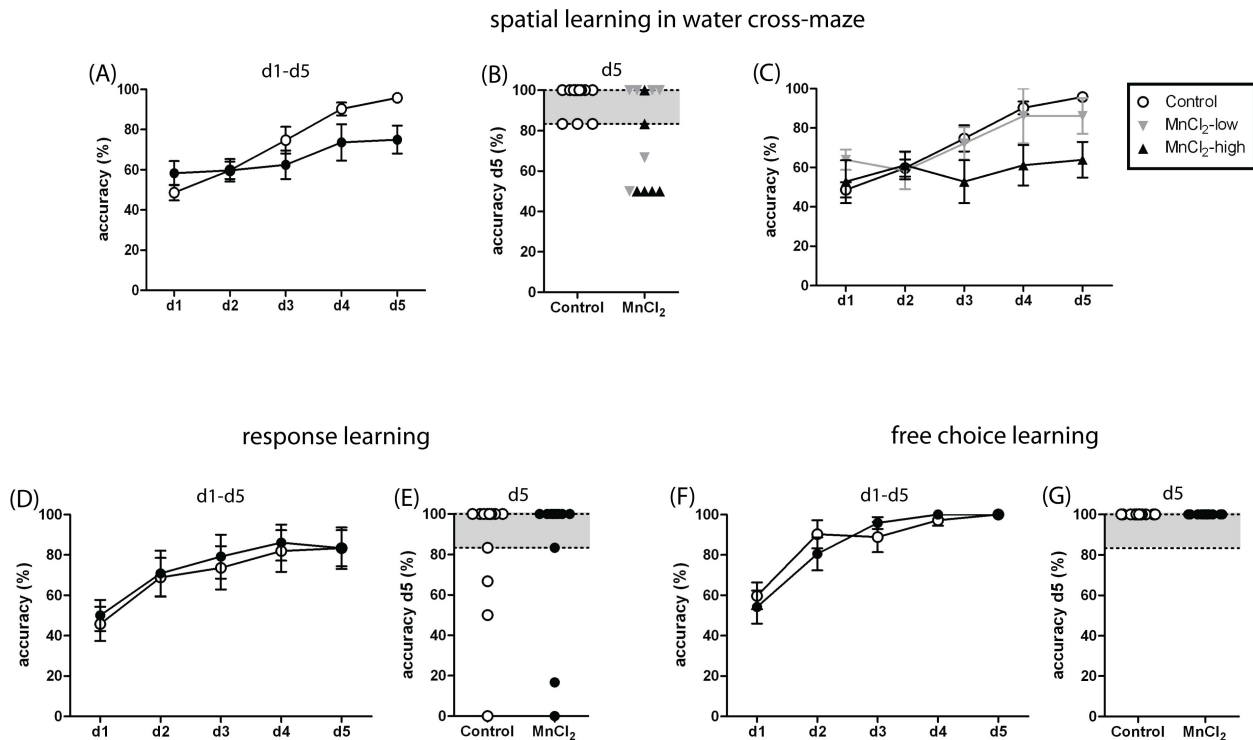 spatial learning in water cross-maze
(A)
d1-d5
accuracy (%)
100
80
60
40
20
0
d1 d2 d3 d4 d5
(B)
d5
accuracy d5 (%)
100
80
60
40
20
0
Control MnCl₂
(C)
accuracy (%)
100
80
60
40
20
0
d1 d2 d3 d4 d5
Control
MnCl₂-low
MnCl₂-high
response learning
(D)
d1-d5
accuracy (%)
100
80
60
40
20
0
d1 d2 d3 d4 d5
(E)
d5
accuracy d5 (%)
100
80
60
40
20
0
Control MnCl₂
free choice learning
(F)
d1-d5
accuracy (%)
100
80
60
40
20
0
d1 d2 d3 d4 d5
(G)
d5
accuracy d5 (%)
100
80
60
40
20
0
Control MnCl₂